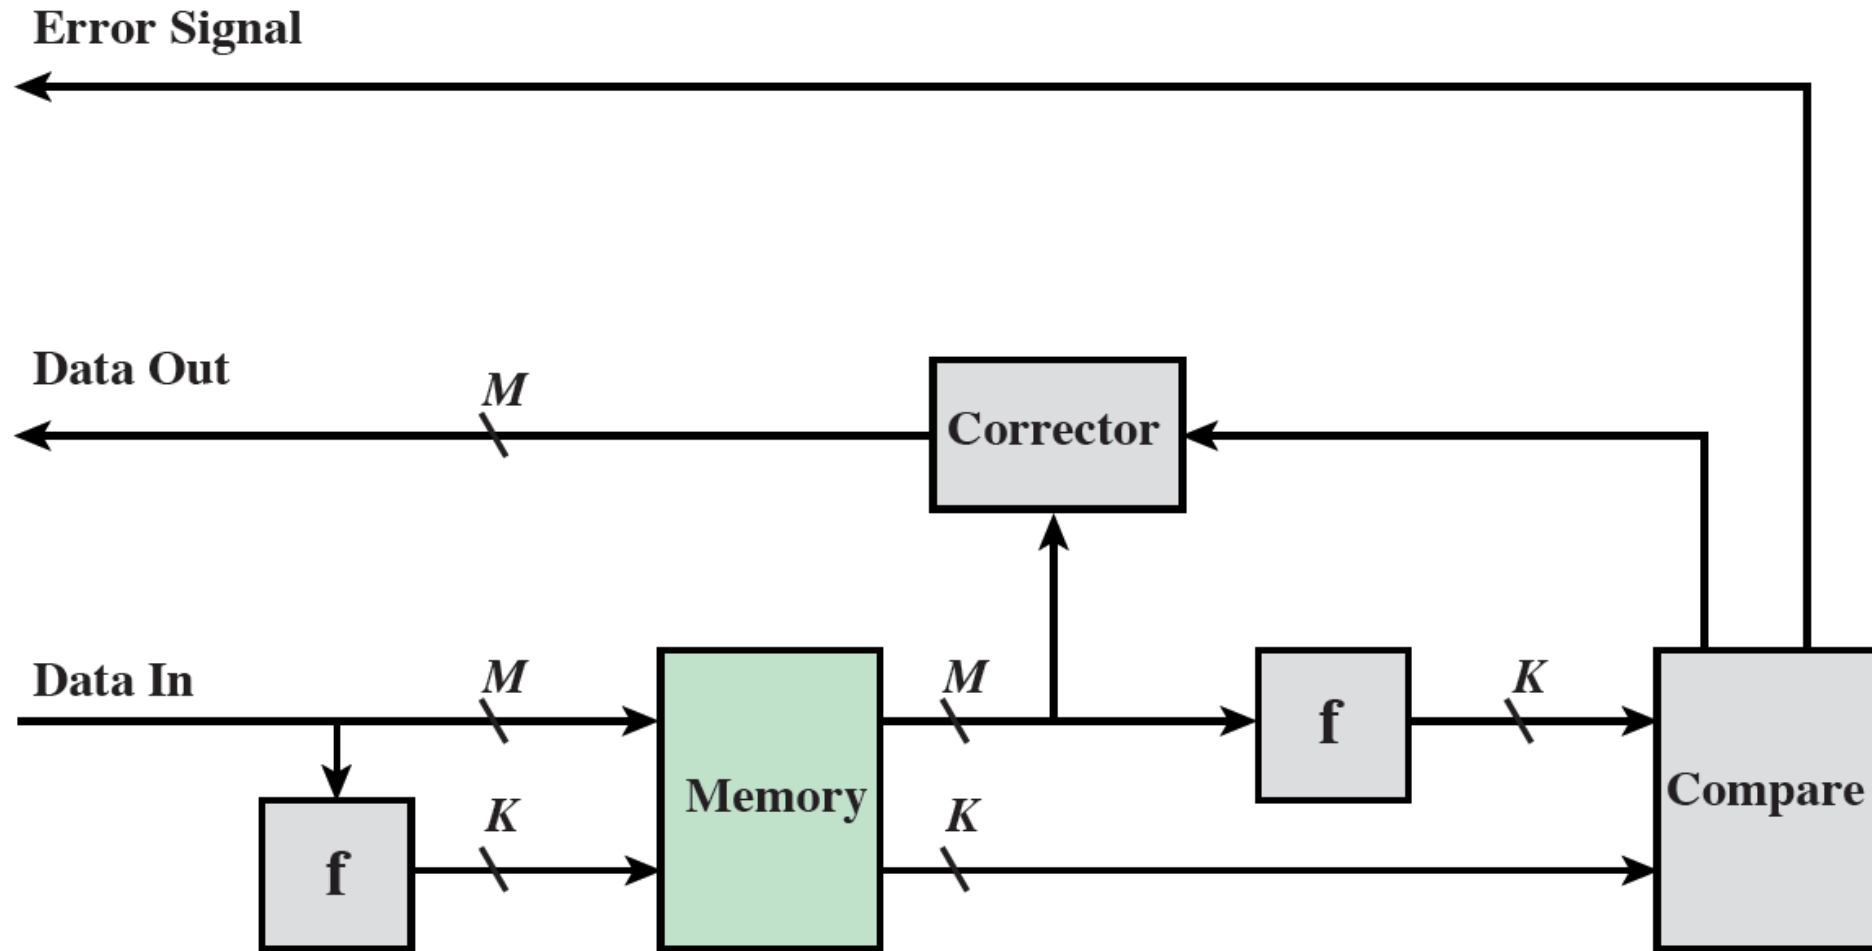 Error Signal
Data Out
M
Corrector
Data In
M
M
K
f
Memory
Compare
K
K
f